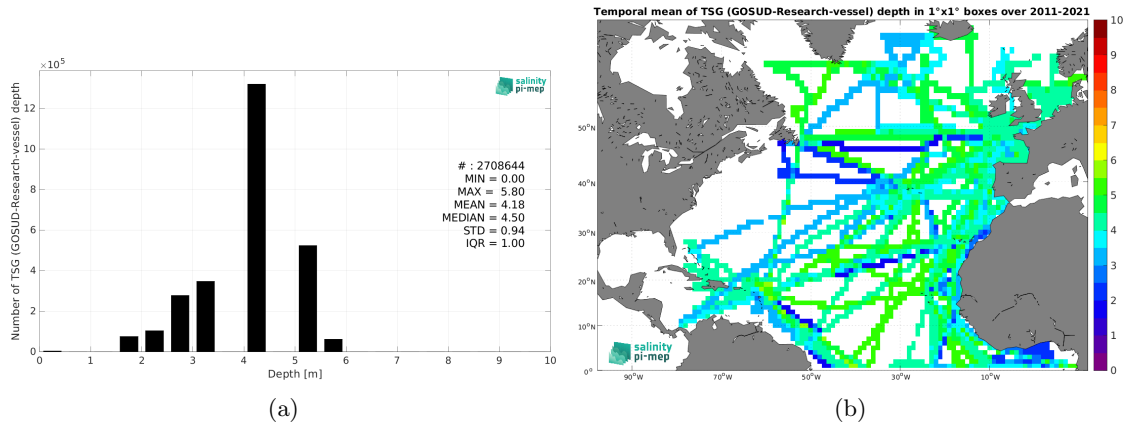 Temporal mean of TSG (GOSUD-Research-vessel) depth in 1°x1° boxes over 2011-2021
×10⁵
Number of TSG (GOSUD-Research-vessel) depth
12
10
8
6
4
2
0
0 1 2 3 4 5 6 7 8 9 10
Depth [m]
salinity
pi-mep
# : 2708644
MIN = 0.00
MAX = 5.80
MEAN = 4.18
MEDIAN = 4.50
STD = 0.94
IQR = 1.00
(a)
50°N
40°N
30°N
20°N
10°N
0°
90°W 70°W 50°W 30°W 10°W
salinity
pi-mep
10
9
8
7
6
5
4
3
2
1
0
(b)